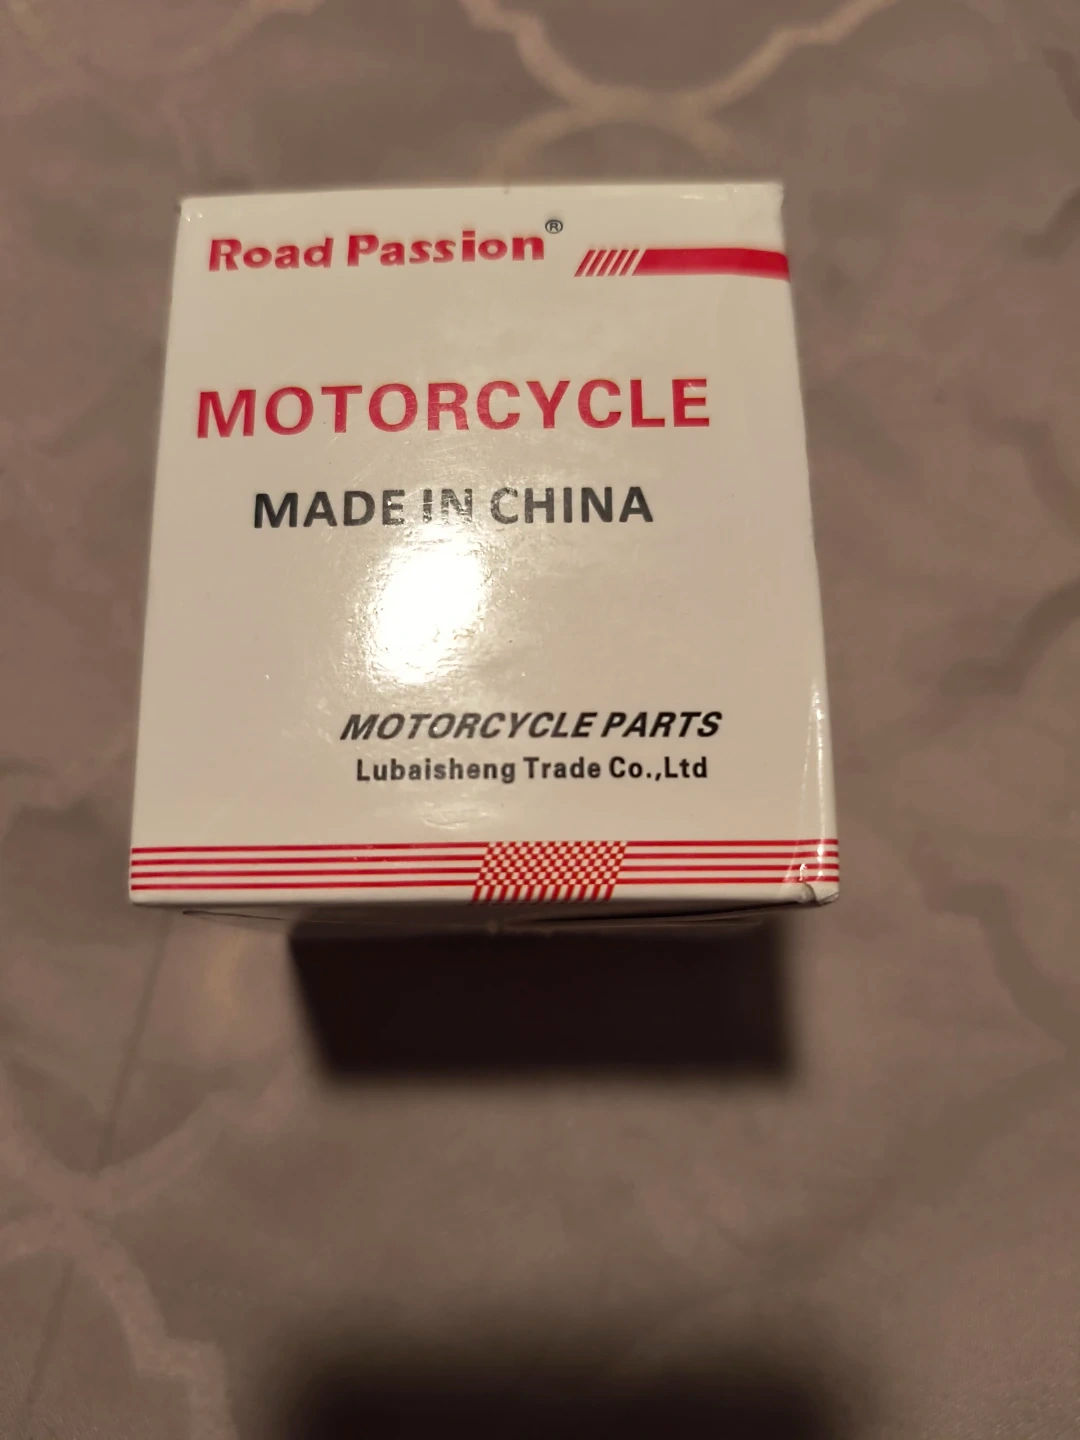 Road Passion®
MOTORCYCLE
MADE IN CHINA
MOTORCYCLE PARTS
Lubaisheng Trade Co.,Ltd